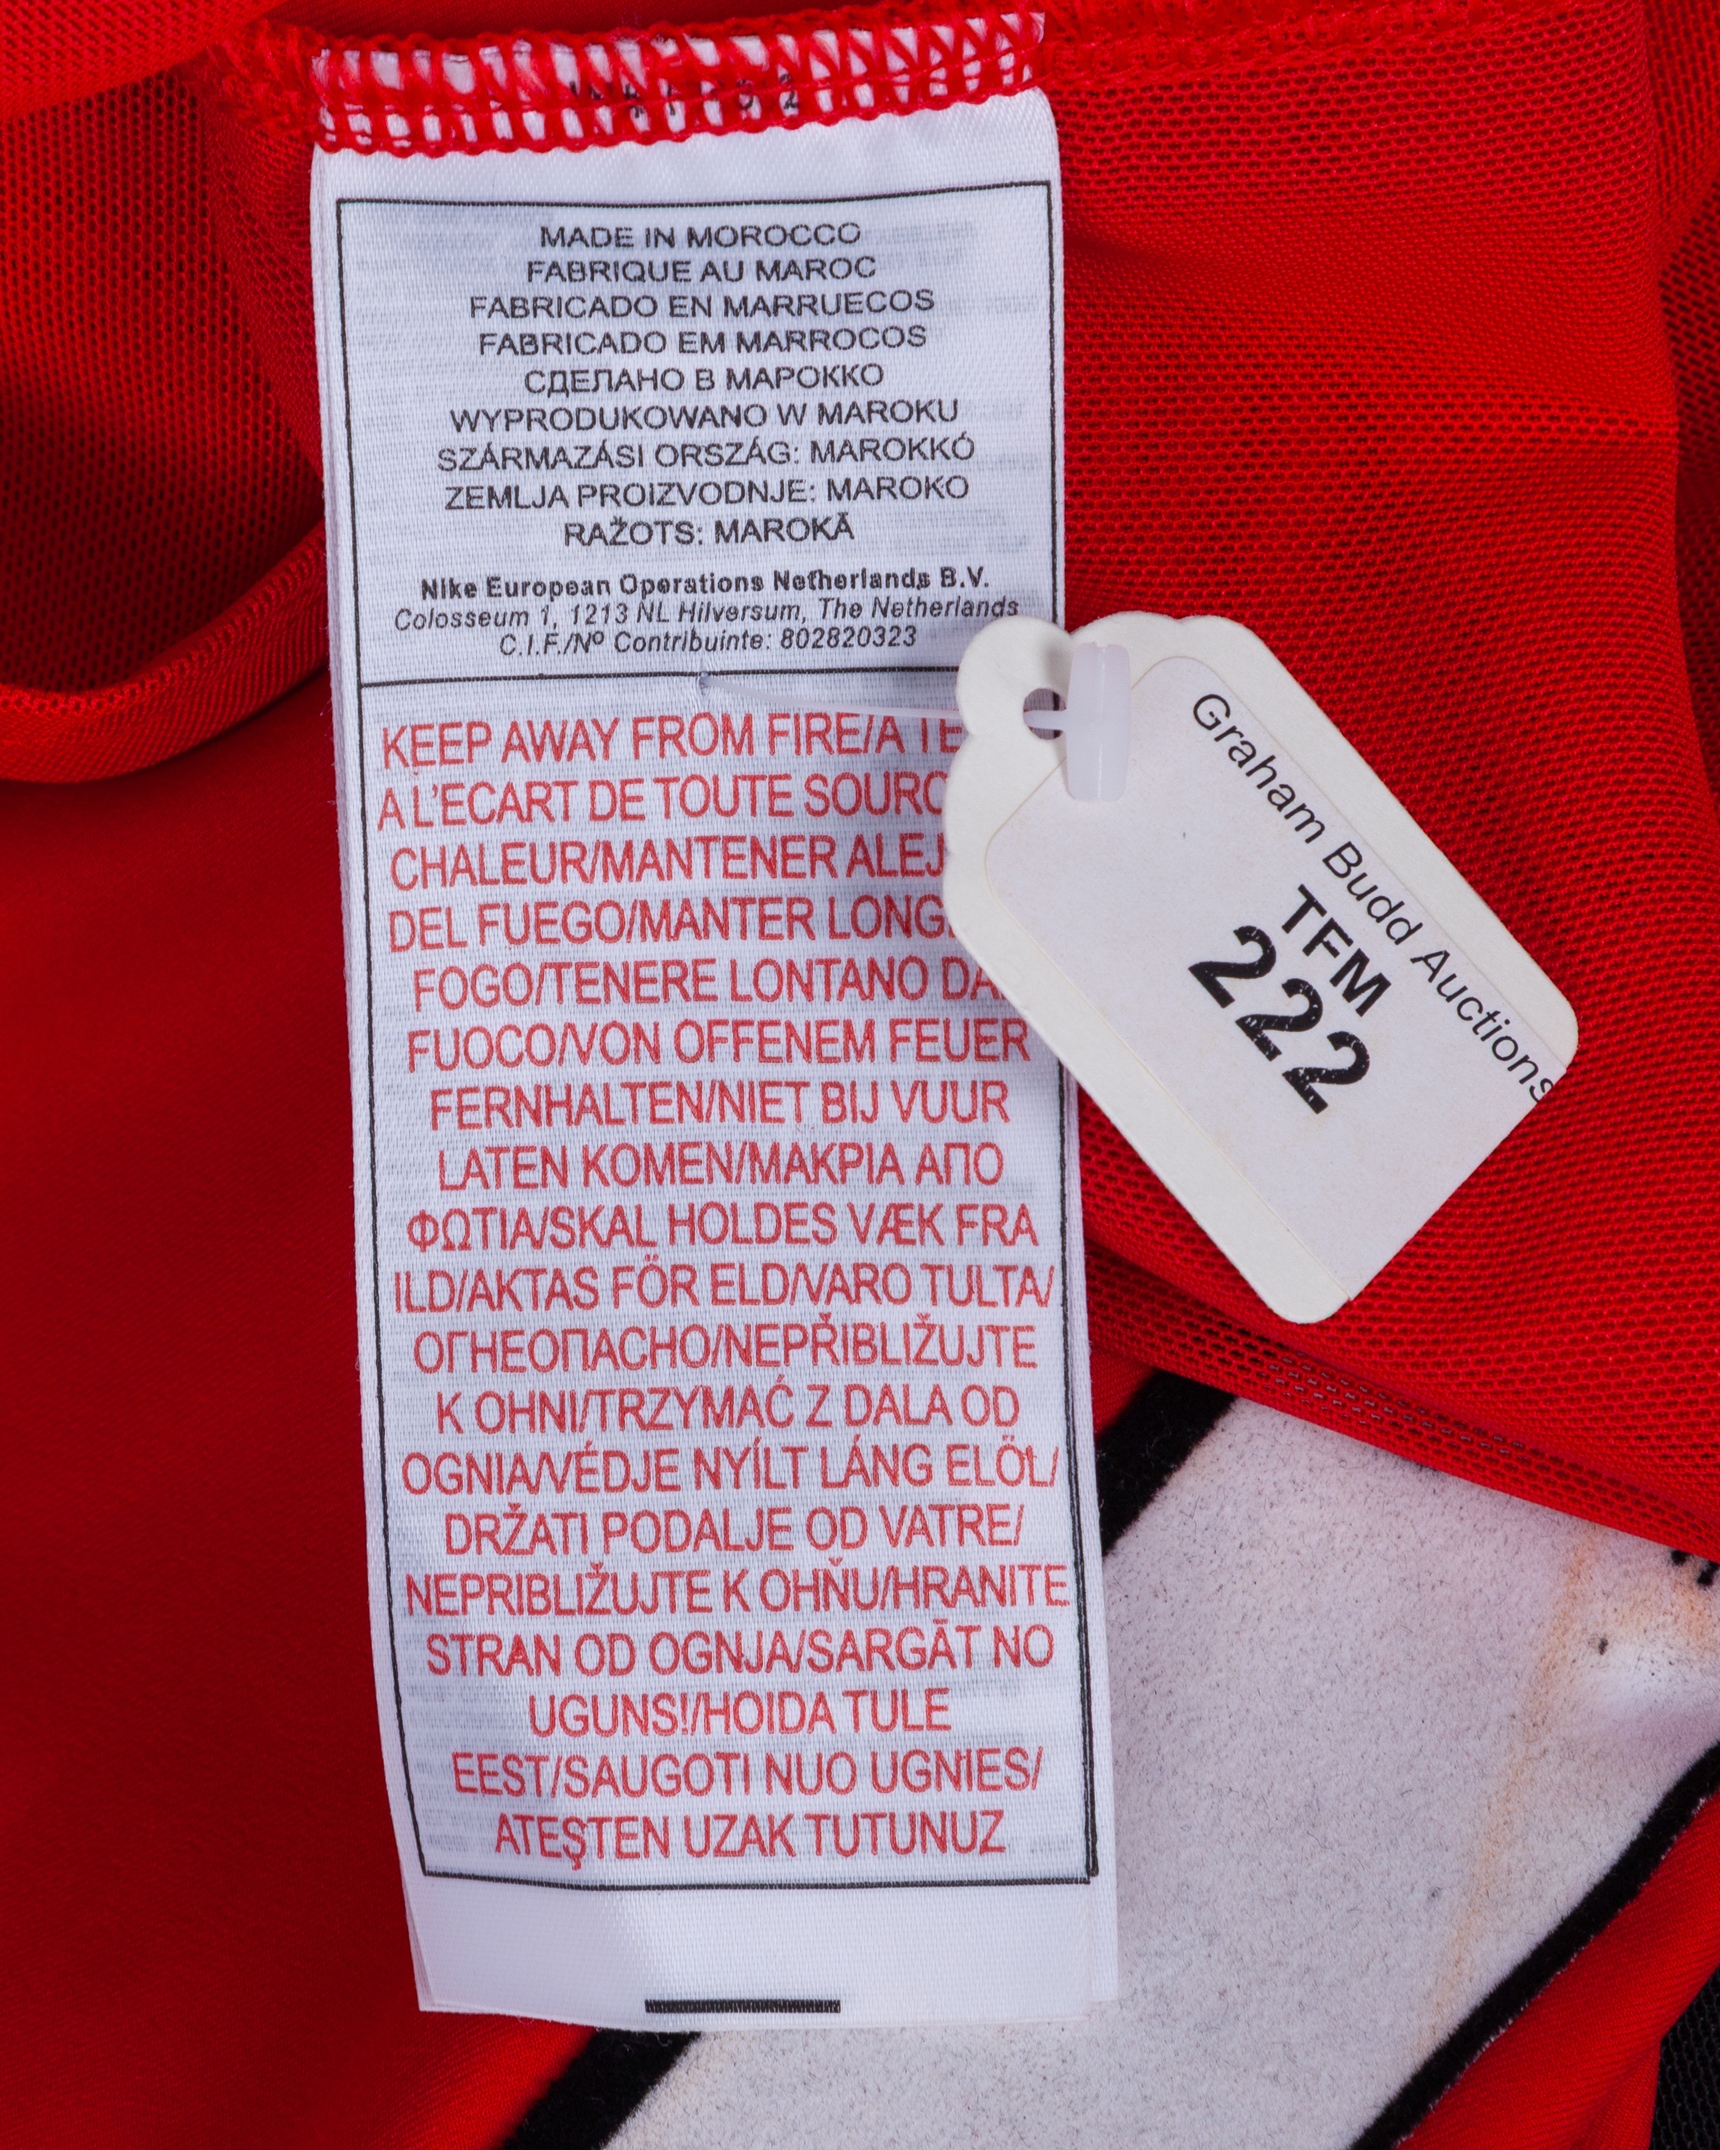 MADE IN MOROCCO
FABRIQUE AU MAROC
FABRICADO EN MARRUECOS
FABRICADO EM MARROCOS
СДЕЛАНО В МАРОККО
WYPRODUKOWANO W MAROKU
SZÁRMAZÁSI ORSZÁG: MAROKKÓ
ZEMLJA PROIZVODNJE: MAROKO
RAŽOTS: MAROKĀ
Nike European Operations Netherlands B.V.
Colosseum 1, 1213 NL Hilversum, The Netherlands
C.I.F./Nº Contribuinte: 802820323
KEEP AWAY FROM FIRE/A TE
A L'ECART DE TOUTE SOURC
CHALEUR/MANTENER ALEJ
DEL FUEGO/MANTER LONG
FOGO/TENERE LONTANO DA
FUOCO/VON OFFENEM FEUER
FERNHALTEN/NIET BIJ VUUR
LATEN KOMEN/ΜΑΚΡΙΑ ΑΠΟ
ΦΩΤΙΑ/SKAL HOLDES VÆK FRA
ILD/AKTAS FÖR ELD/VARO TULTA/
ОГНЕОПАСНО/NEPŘIBLIŽUJTE
K OHNI/TRZYMAĆ Z DALA OD
OGNIA/VÉDJE NYÍLT LÁNG ELÖL/
DRŽATI PODALJE OD VATRE/
NEPRIBLIŽUJTE K OHŇU/HRANITE
STRAN OD OGNJA/SARGĀT NO
UGUNS!/HOIDA TULE
EEST/SAUGOTI NUO UGNIES/
ATEŞTEN UZAK TUTUNUZ
Graham Budd Auctions
TFM
222